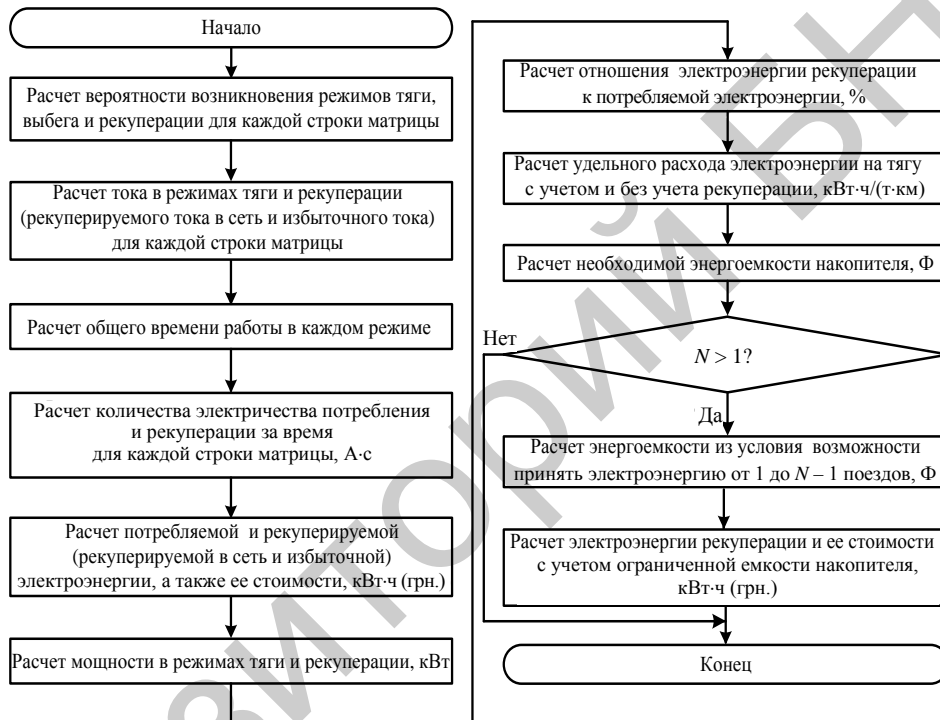 Начало
Расчет вероятности возникновения режимов тяги,
выбега и рекуперации для каждой строки матрицы
Расчет тока в режимах тяги и рекуперации
(рекуперируемого тока в сеть и избыточного тока)
для каждой строки матрицы
Расчет общего времени работы в каждом режиме
Расчет количества электричества потребления
и рекуперации за время
для каждой строки матрицы, А·с
Расчет потребляемой и рекуперируемой
(рекуперируемой в сеть и избыточной)
электроэнергии, а также ее стоимости, кВт·ч (грн.)
Расчет мощности в режимах тяги и рекуперации, кВт
Расчет отношения электроэнергии рекуперации
к потребляемой электроэнергии, %
Расчет удельного расхода электроэнергии на тягу
с учетом и без учета рекуперации, кВт·ч/(т·км)
Расчет необходимой энергоемкости накопителя, Ф
Нет
N > 1?
Да
Расчет энергоемкости из условия возможности
принять электроэнергию от 1 до N – 1 поездов, Ф
Расчет электроэнергии рекуперации и ее стоимости
с учетом ограниченной емкости накопителя,
кВт·ч (грн.)
Конец